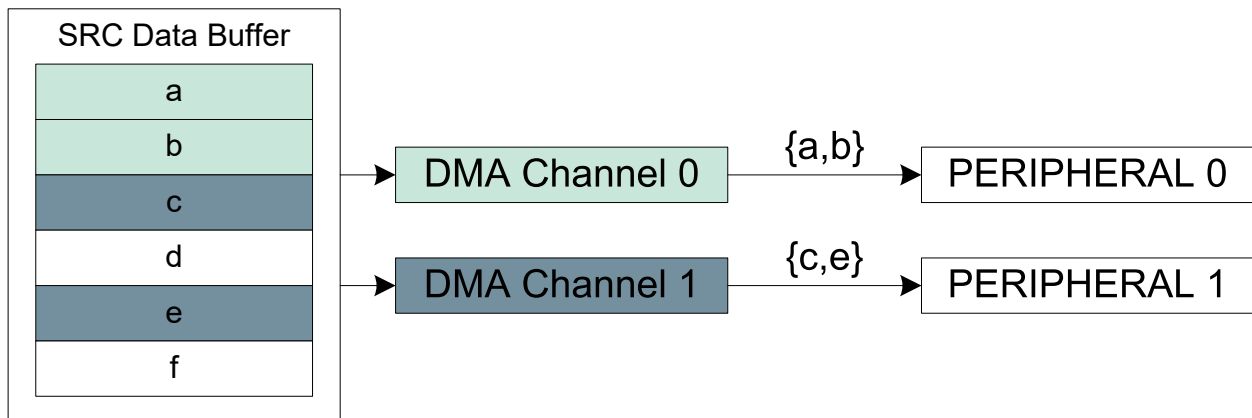 SRC Data Buffer
a
b
c
d
e
f
DMA Channel 0
{a,b}
PERIPHERAL 0
DMA Channel 1
{c,e}
PERIPHERAL 1